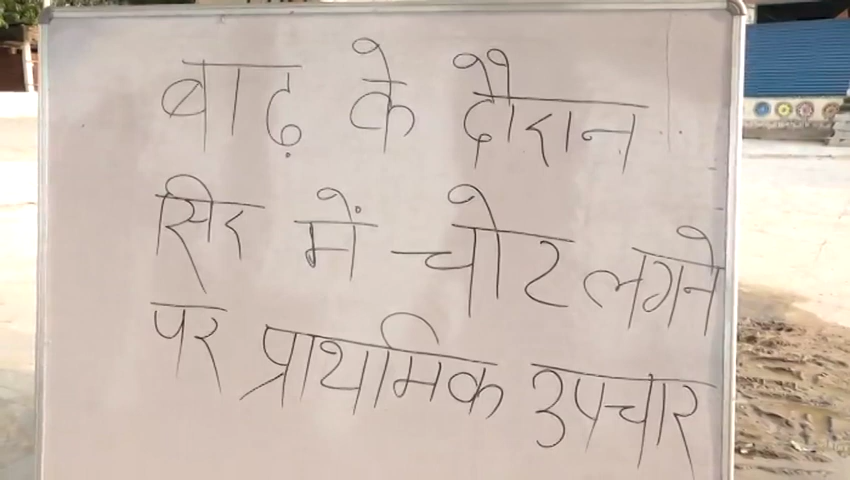 बाढ़ के दौरान
सिर में चोट लगने
पर प्राथमिक उपचार